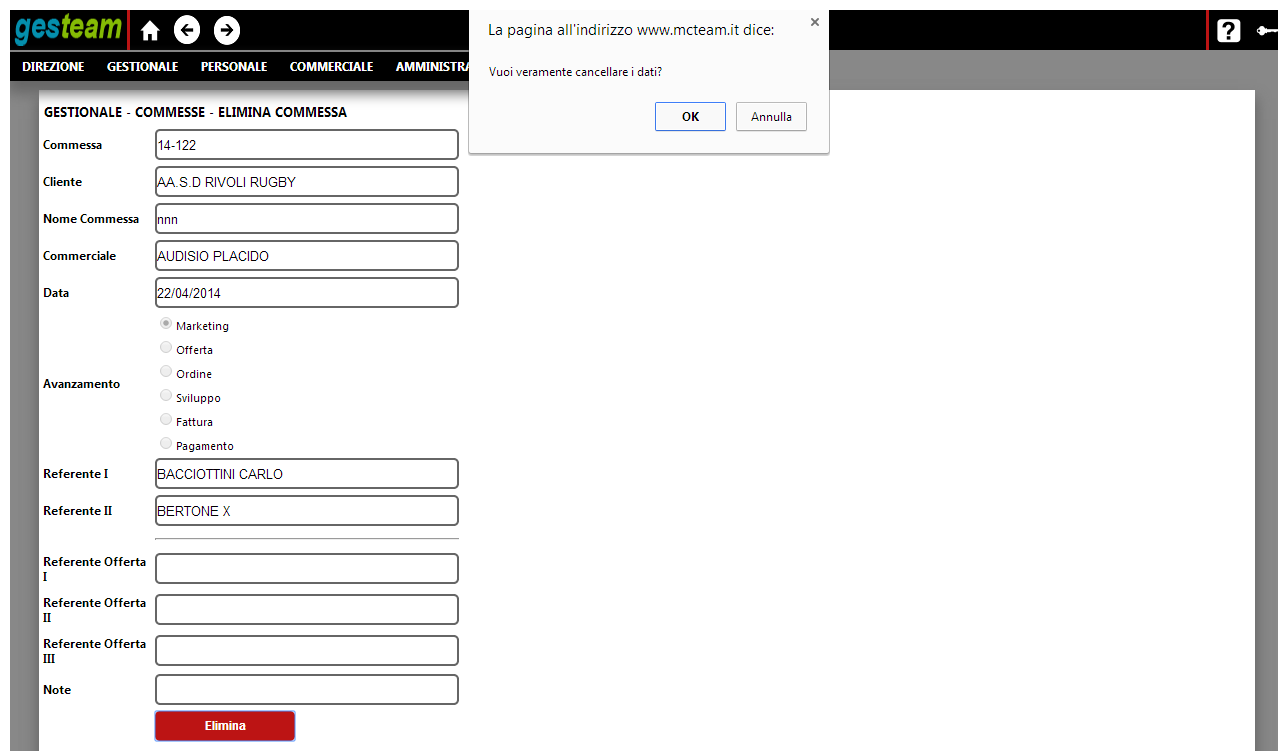 gesteam
La pagina all'indirizzo www.mcteam.it dice:
Vuoi veramente cancellare i dati?
OK Annulla
DIREZIONE GESTIONALE PERSONALE COMMERCIALE
GESTIONALE - COMMESSE - ELIMINA COMMESSA
Commessa 14-122
Cliente AA.S.D RIVOLI RUGBY
Nome Commessa nnn
Commerciale AUDISIO PLACIDO
Data 22/04/2014
Avanzamento
Marketing
Offerta
Ordine
Sviluppo
Fattura
Pagamento
Referente I BACCIOTTINI CARLO
Referente II BERTONE X
Referente Offerta
I
Referente Offerta
II
Referente Offerta
III
Note
Elimina